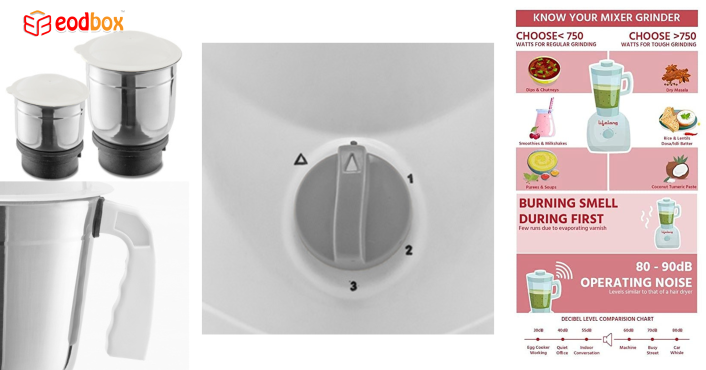 eodbox
1
2
3
KNOW YOUR MIXER GRINDER
CHOOSE< 750
WATTS FOR REGULAR GRINDING
CHOOSE >750
WATTS FOR TOUGH GRINDING
Dips & Chutneys
Dry Masala
lifelong
Smoothies & Milkshakes
Rice & Lentils
Dosa/Idli Batter
Purees & Soups
Coconut Turmeric Paste
BURNING SMELL
DURING FIRST
Few runs due to evaporating varnish
80 - 90dB
OPERATING NOISE
Levels similar to that of a hair dryer
DECIBEL LEVEL COMPARISION CHART
30dB
40dB
55dB
60dB
70dB
80dB
Egg Cooker
Working
Quiet
Office
Indoor
Conversation
Machine
Busy
Street
Car
Whisle